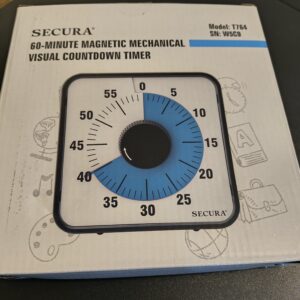 SECURA®
Model: T764
60-MINUTE MAGNETIC MECHANICAL
SN: W5C9
VISUAL COUNTDOWN TIMER
0
55
5
50
10
45
15
40
20
35
30
25
SECURA®